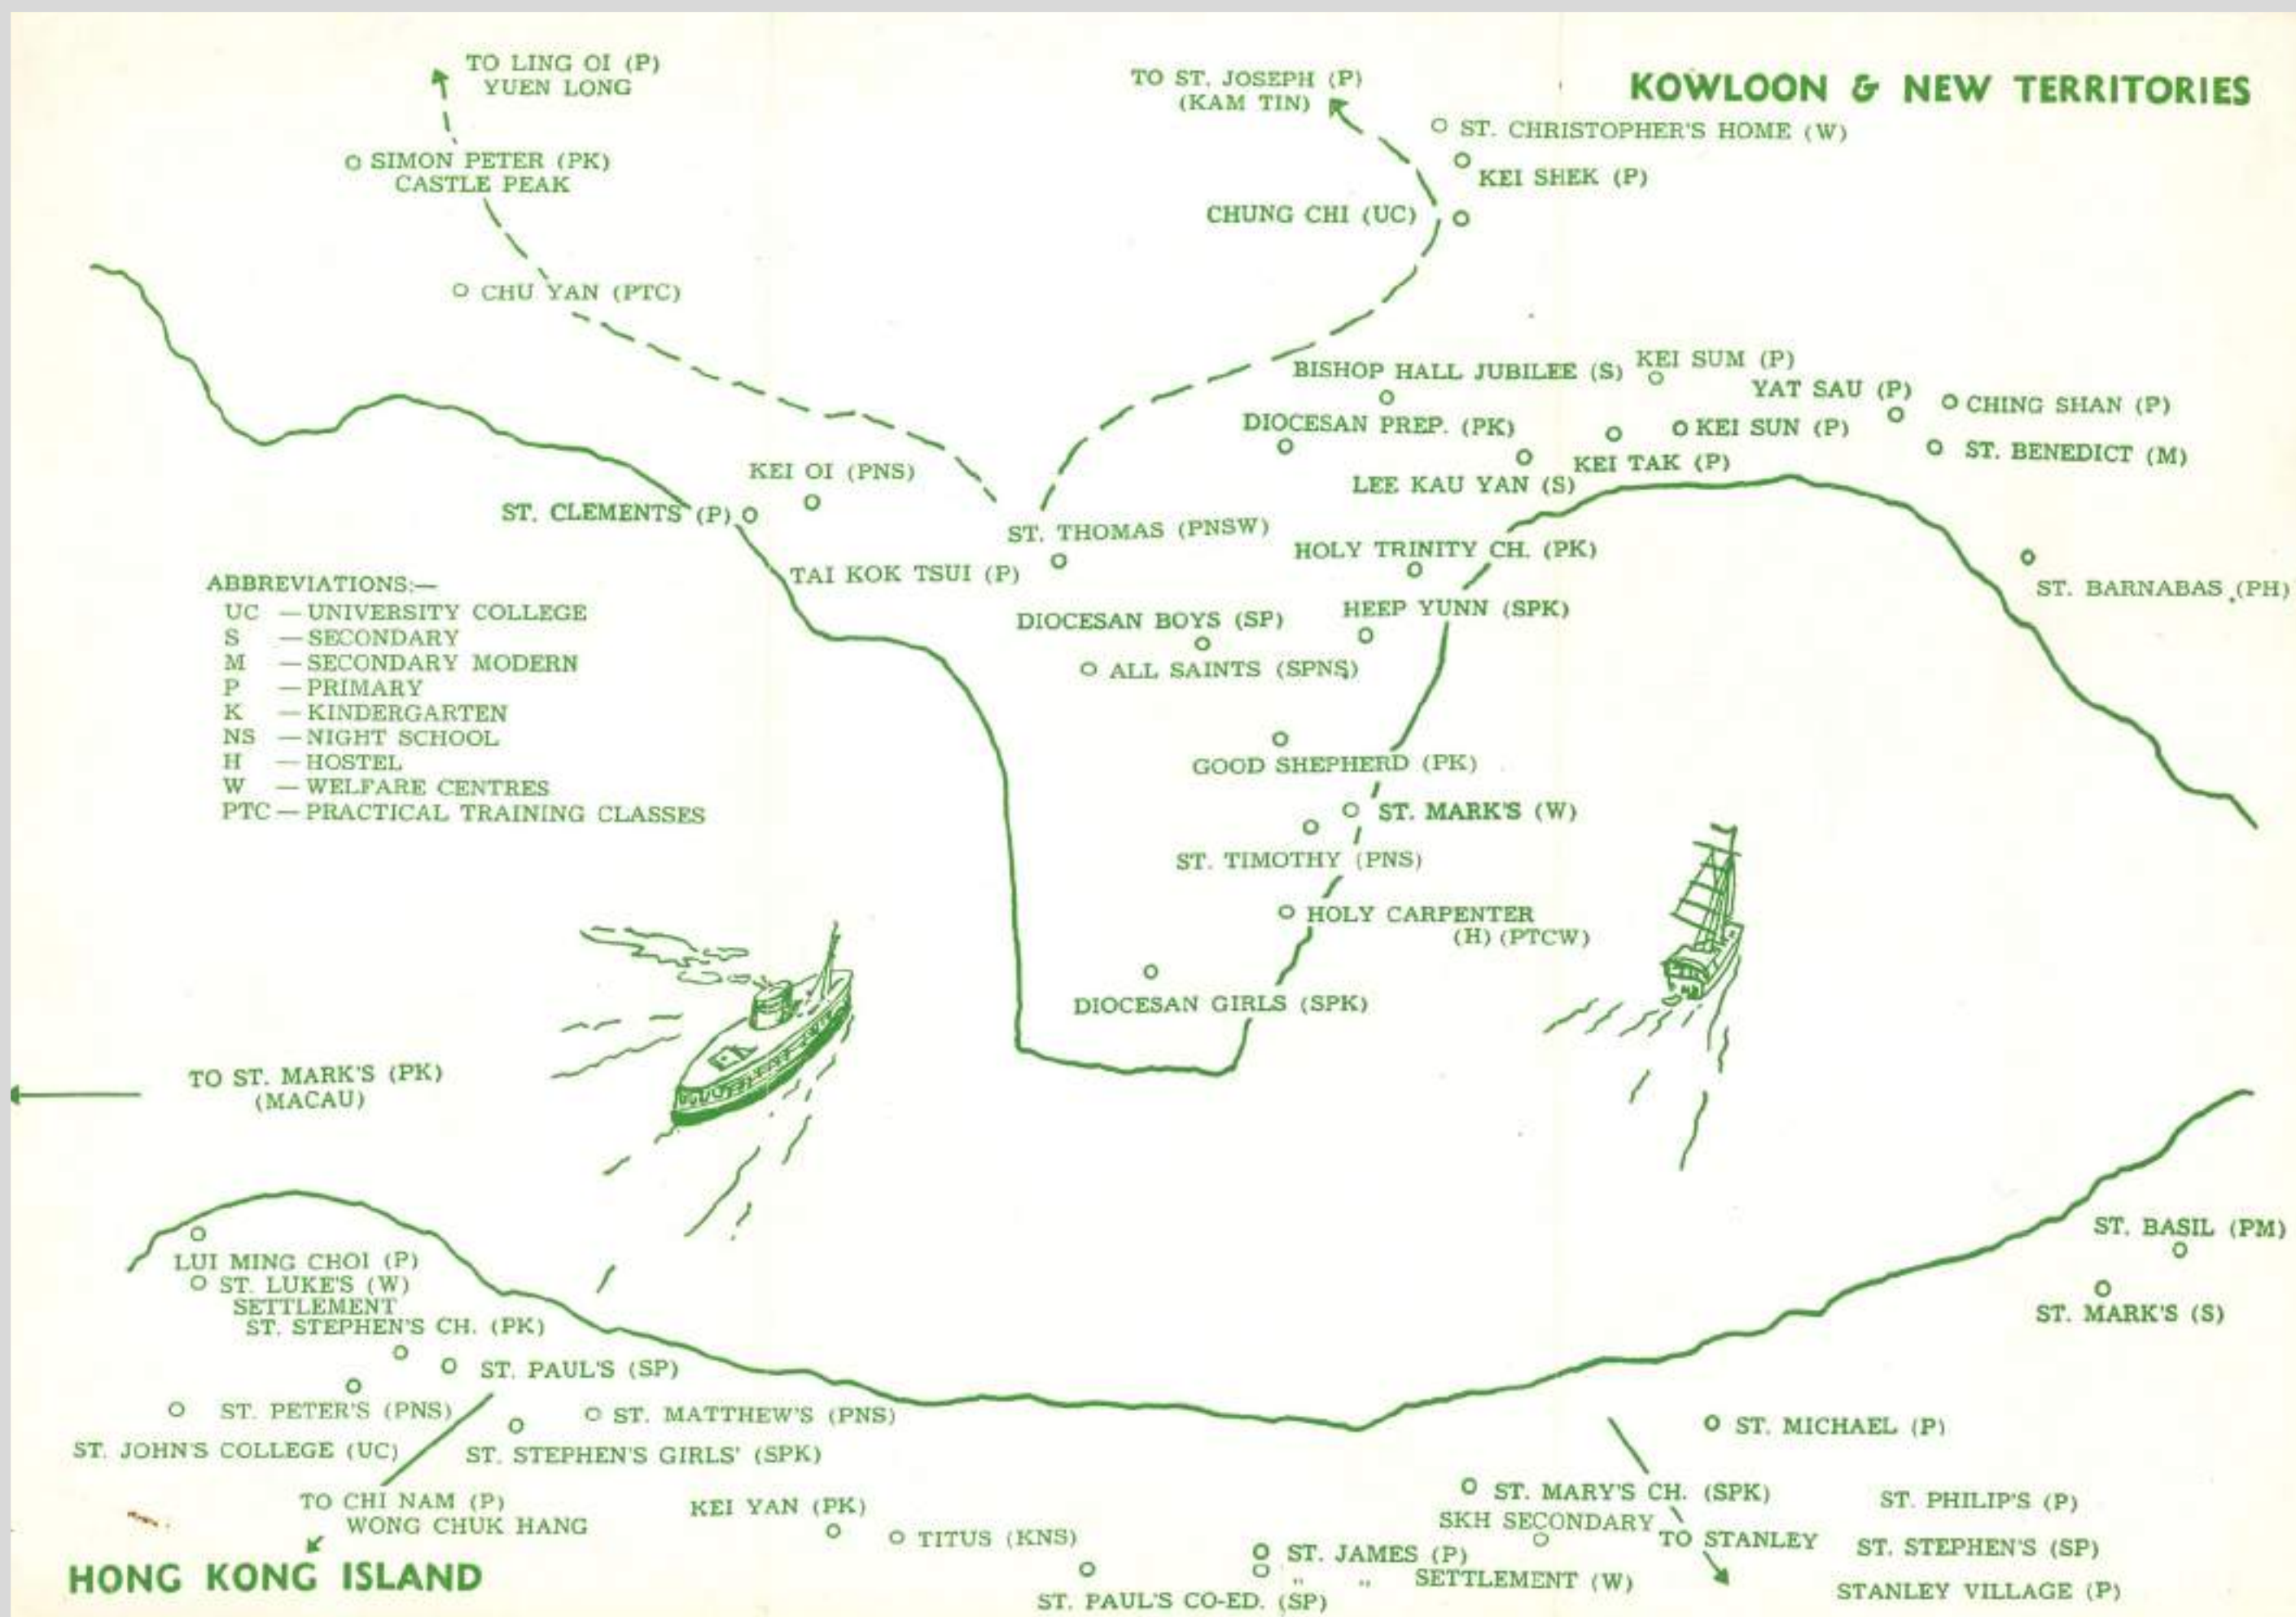 TO LING OI (P)
YUEN LONG
TO ST. JOSEPH (P)
(KAM TIN)
KOWLOON & NEW TERRITORIES
ST. CHRISTOPHER'S HOME (W)
SIMON PETER (PK)
CASTLE PEAK
KEI SHEK (P)
CHUNG CHI (UC)
CHU YAN (PTC)
BISHOP HALL JUBILEE (S)
KEI SUM (P)
YAT SAU (P)
CHING SHAN (P)
DIOCESAN PREP. (PK)
KEI SUN (P)
ST. BENEDICT (M)
KEI TAK (P)
LEE KAU YAN (S)
KEI OI (PNS)
ST. CLEMENTS (P)
ST. THOMAS (PNSW)
HOLY TRINITY CH. (PK)
TAI KOK TSUI (P)
ST. BARNABAS (PH)
HEEP YUNN (SPK)
DIOCESAN BOYS (SP)
ALL SAINTS (SPNS)
ABBREVIATIONS:—
UC — UNIVERSITY COLLEGE
S — SECONDARY
M — SECONDARY MODERN
P — PRIMARY
K — KINDERGARTEN
NS — NIGHT SCHOOL
H — HOSTEL
W — WELFARE CENTRES
PTC — PRACTICAL TRAINING CLASSES
GOOD SHEPHERD (PK)
ST. MARK'S (W)
ST. TIMOTHY (PNS)
HOLY CARPENTER
(H) (PTCW)
DIOCESAN GIRLS (SPK)
TO ST. MARK'S (PK)
(MACAU)
LUI MING CHOI (P)
ST. LUKE'S (W)
SETTLEMENT
ST. STEPHEN'S CH. (PK)
ST. PAUL'S (SP)
ST. PETER'S (PNS)
ST. MATTHEW'S (PNS)
ST. JOHN'S COLLEGE (UC)
ST. STEPHEN'S GIRLS' (SPK)
TO CHI NAM (P)
WONG CHUK HANG
KEI YAN (PK)
TITUS (KNS)
HONG KONG ISLAND
ST. PAUL'S CO-ED. (SP)
ST. JAMES (P)
" " SETTLEMENT (W)
ST. BASIL (PM)
ST. MARK'S (S)
ST. MICHAEL (P)
ST. MARY'S CH. (SPK)
SKH SECONDARY
TO STANLEY
ST. PHILIP'S (P)
ST. STEPHEN'S (SP)
STANLEY VILLAGE (P)